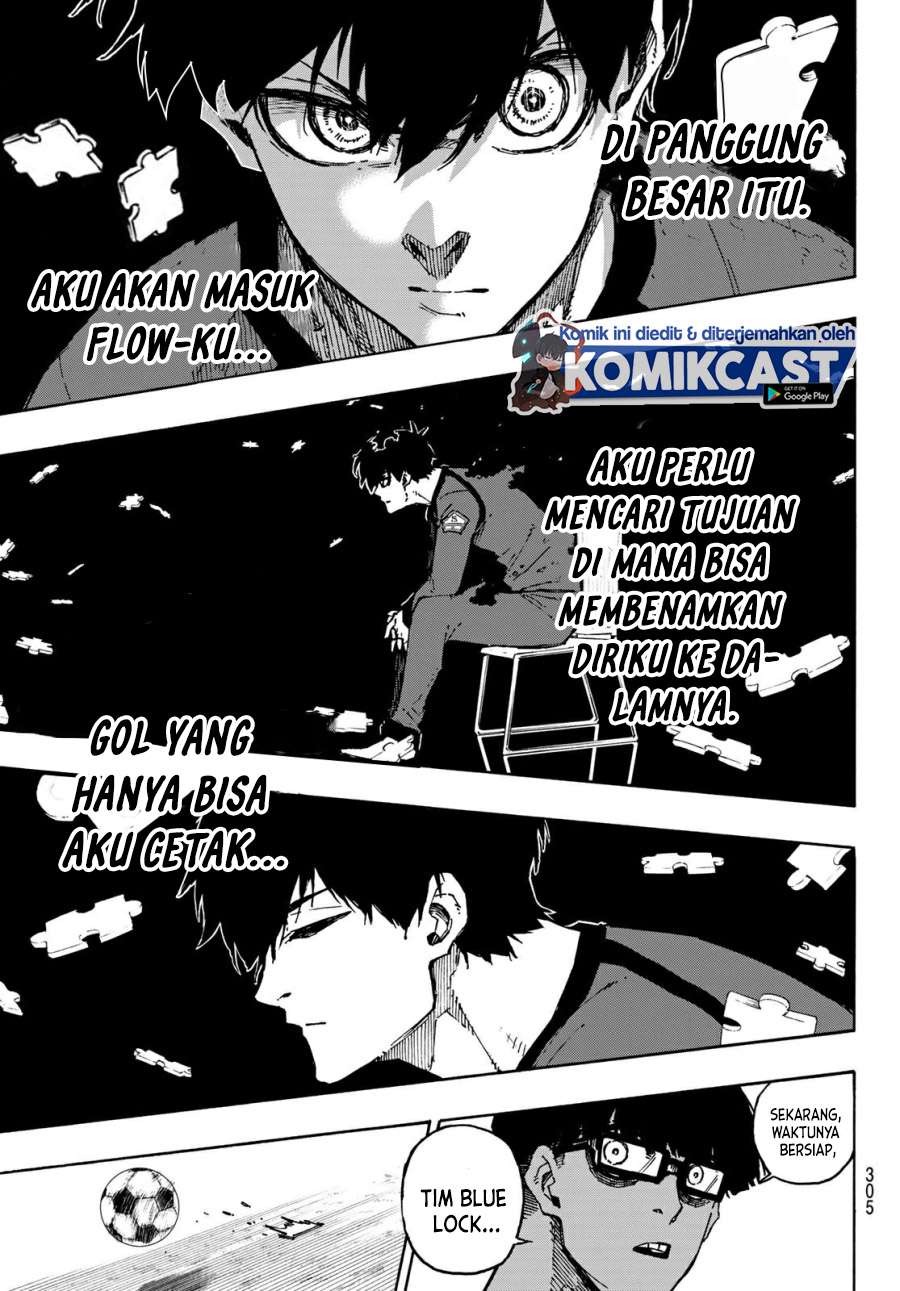 DI PANGGUNG
BESAR ITU.
AKU AKAN MASUK
FLOW-KU...
Komik ini diedit & diterjemahkan oleh
KOMIKCAST
GET IT ON
Google Play
AKU PERLU
MENCARI TUJUAN
DI MANA BISA
MEMBENAMKAN
DIRIKU KE DA-
LAMNYA.
GOL YANG
HANYA BISA
AKU CETAK...
SEKARANG,
WAKTUNYA
BERSIAP,
TIM BLUE
LOCK...
305